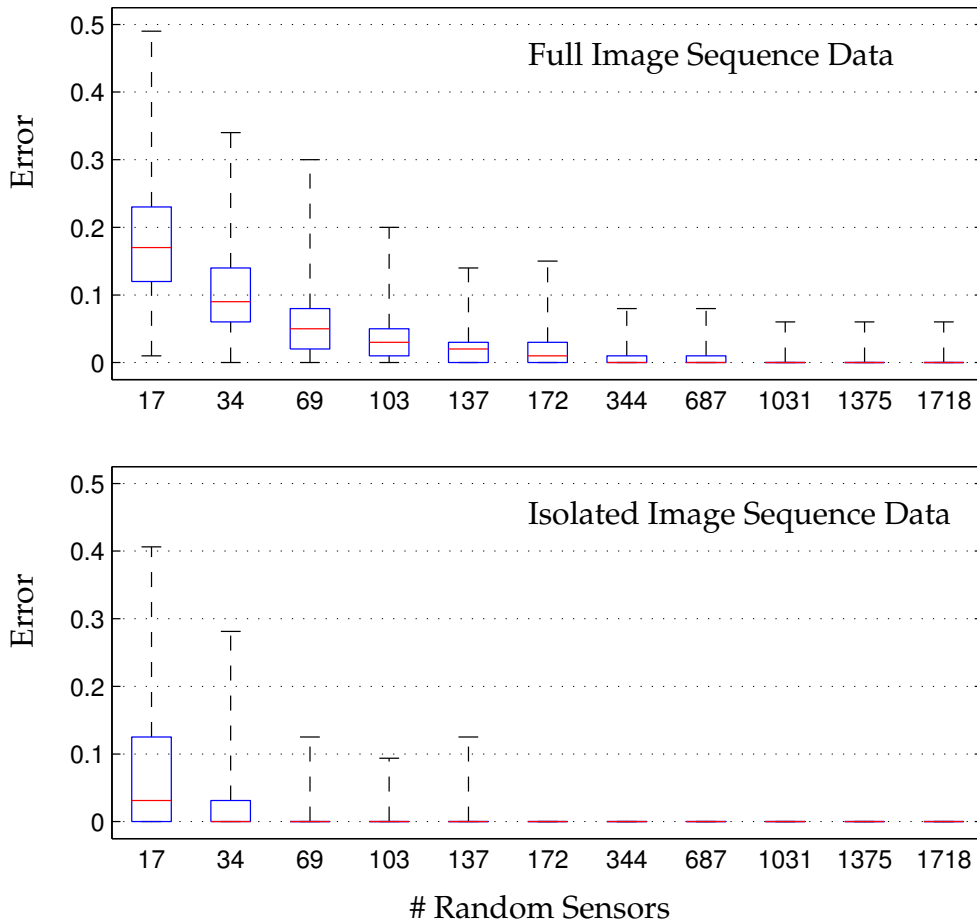 Full Image Sequence Data
Error
0.5
0.4
0.3
0.2
0.1
0
17 34 69 103 137 172 344 687 1031 1375 1718
Isolated Image Sequence Data
Error
0.5
0.4
0.3
0.2
0.1
0
17 34 69 103 137 172 344 687 1031 1375 1718
# Random Sensors